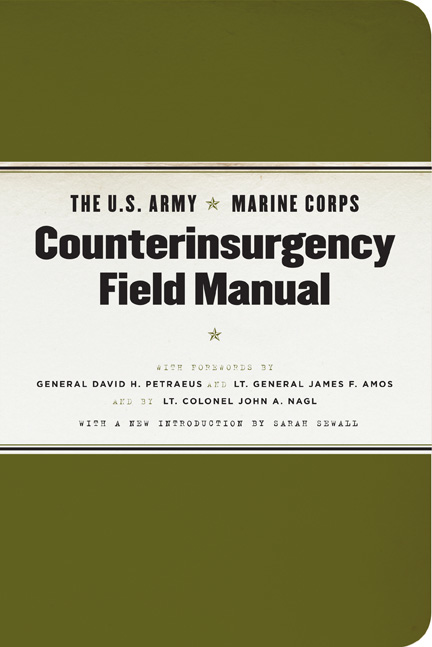 THE U.S. ARMY MARINE CORPS
Counterinsurgency
Field Manual
WITH FOREWORDS BY
GENERAL DAVID H. PETRAEUS AND LT. GENERAL JAMES F. AMOS
AND BY LT. COLONEL JOHN A. NAGL
WITH A NEW INTRODUCTION BY SARAH SEWALL